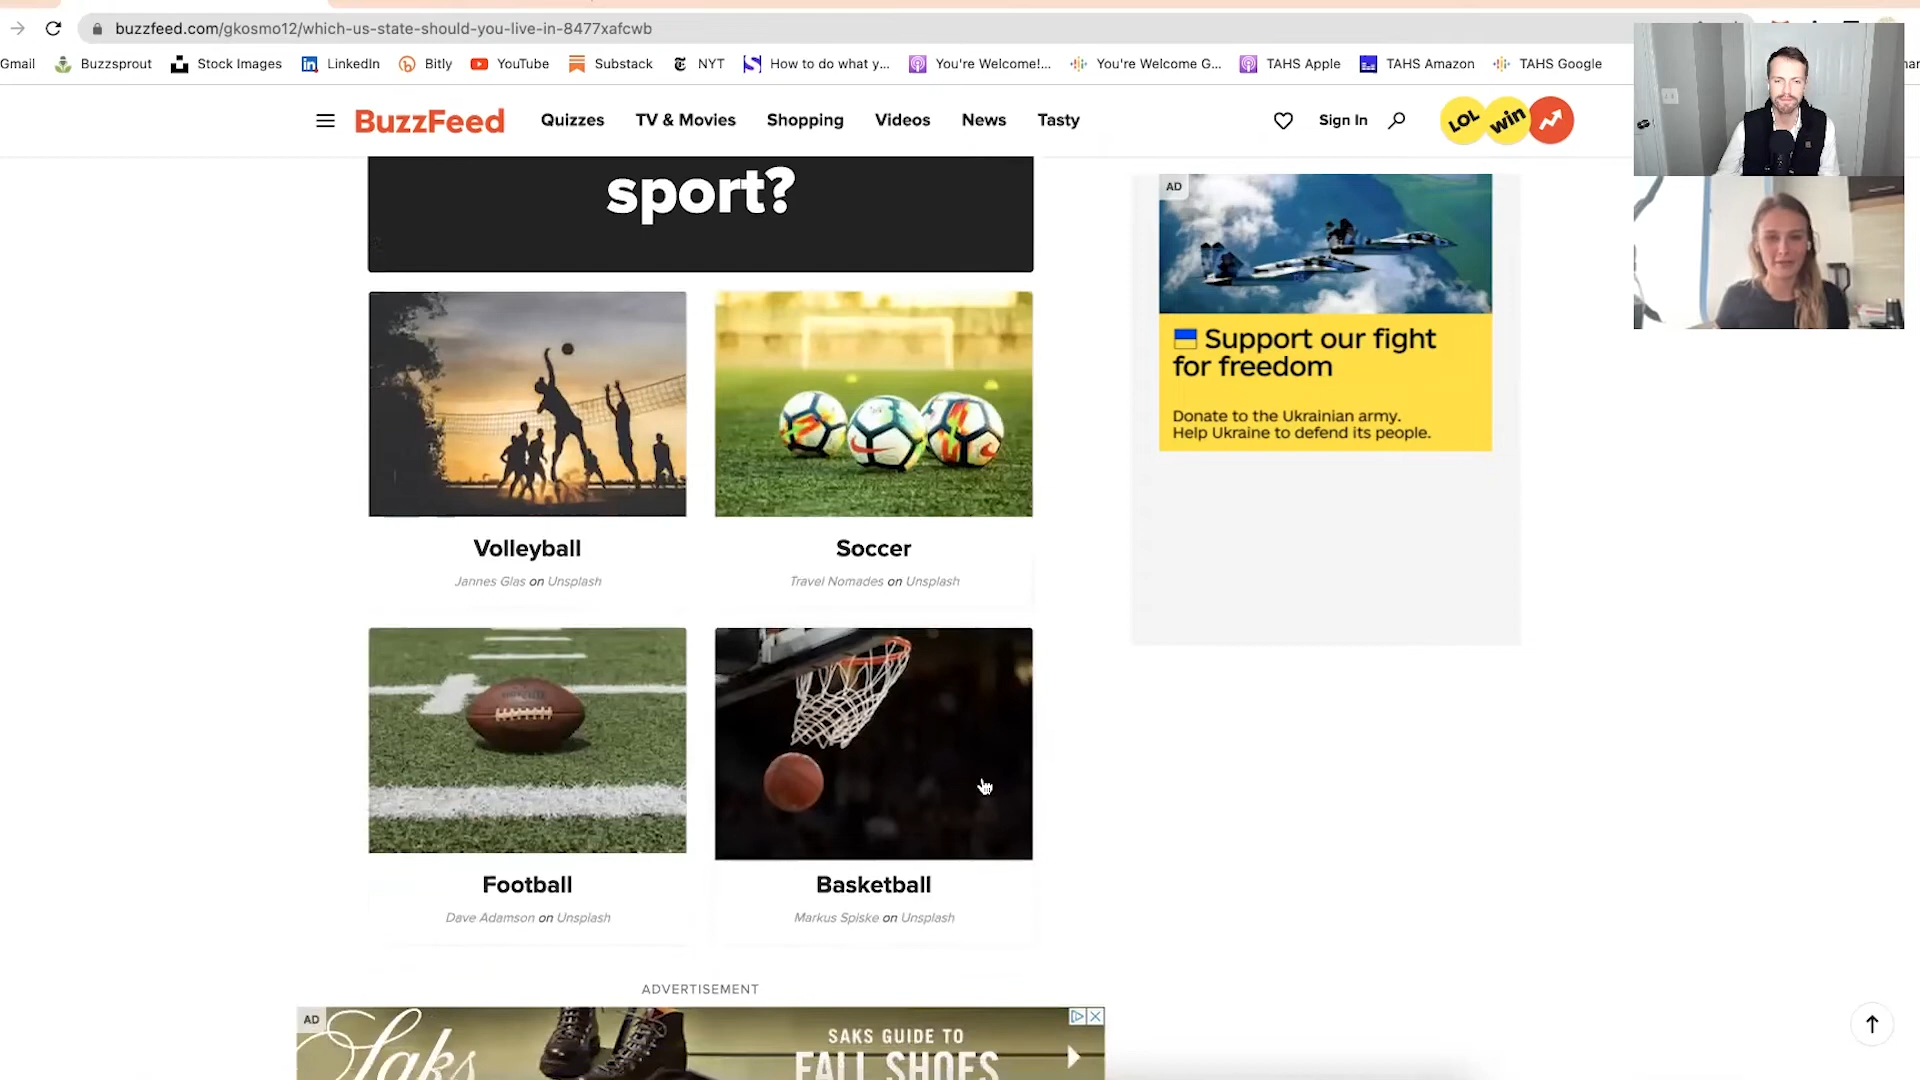 buzzfeed.com/gkosmo12/which-us-state-should-you-live-in-8477xafcwb
Gmail
Buzzsprout
Stock Images
LinkedIn
Bitly
YouTube
Substack
NYT
How to do what y...
You're Welcome!...
You're Welcome G...
TAHS Apple
TAHS Amazon
TAHS Google
BuzzFeed
Quizzes
TV & Movies
Shopping
Videos
News
Tasty
Sign In
LOL
win
sport?
AD
Support our fight
for freedom
Donate to the Ukrainian army.
Help Ukraine to defend its people.
Volleyball
Jannes Glas on Unsplash
Soccer
Travel Nomades on Unsplash
Football
Dave Adamson on Unsplash
Basketball
Markus Spiske on Unsplash
ADVERTISEMENT
AD
Saks
SAKS GUIDE TO
FALL SHOES